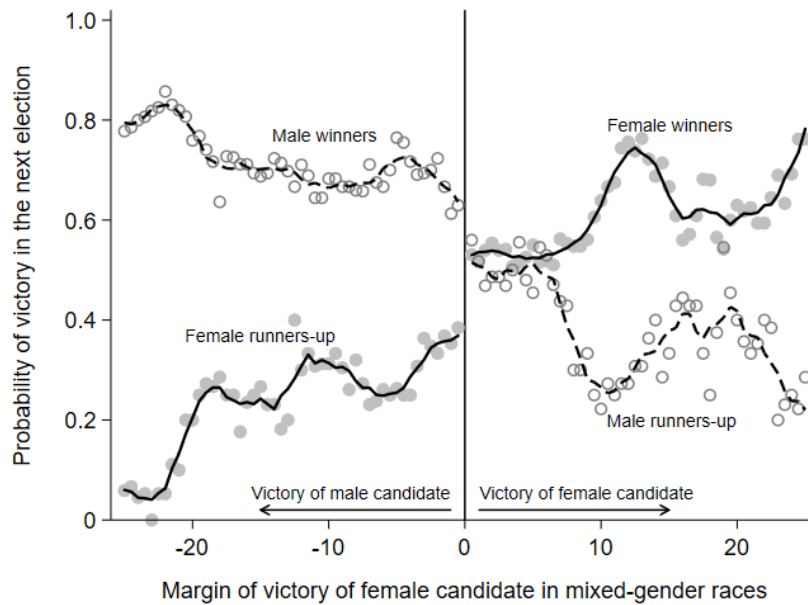 Probability of victory in the next election
1.0
0.8
0.6
0.4
0.2
0
Male winners
Female winners
Female runners-up
Male runners-up
Victory of male candidate
Victory of female candidate
-20
-10
0
10
20
Margin of victory of female candidate in mixed-gender races